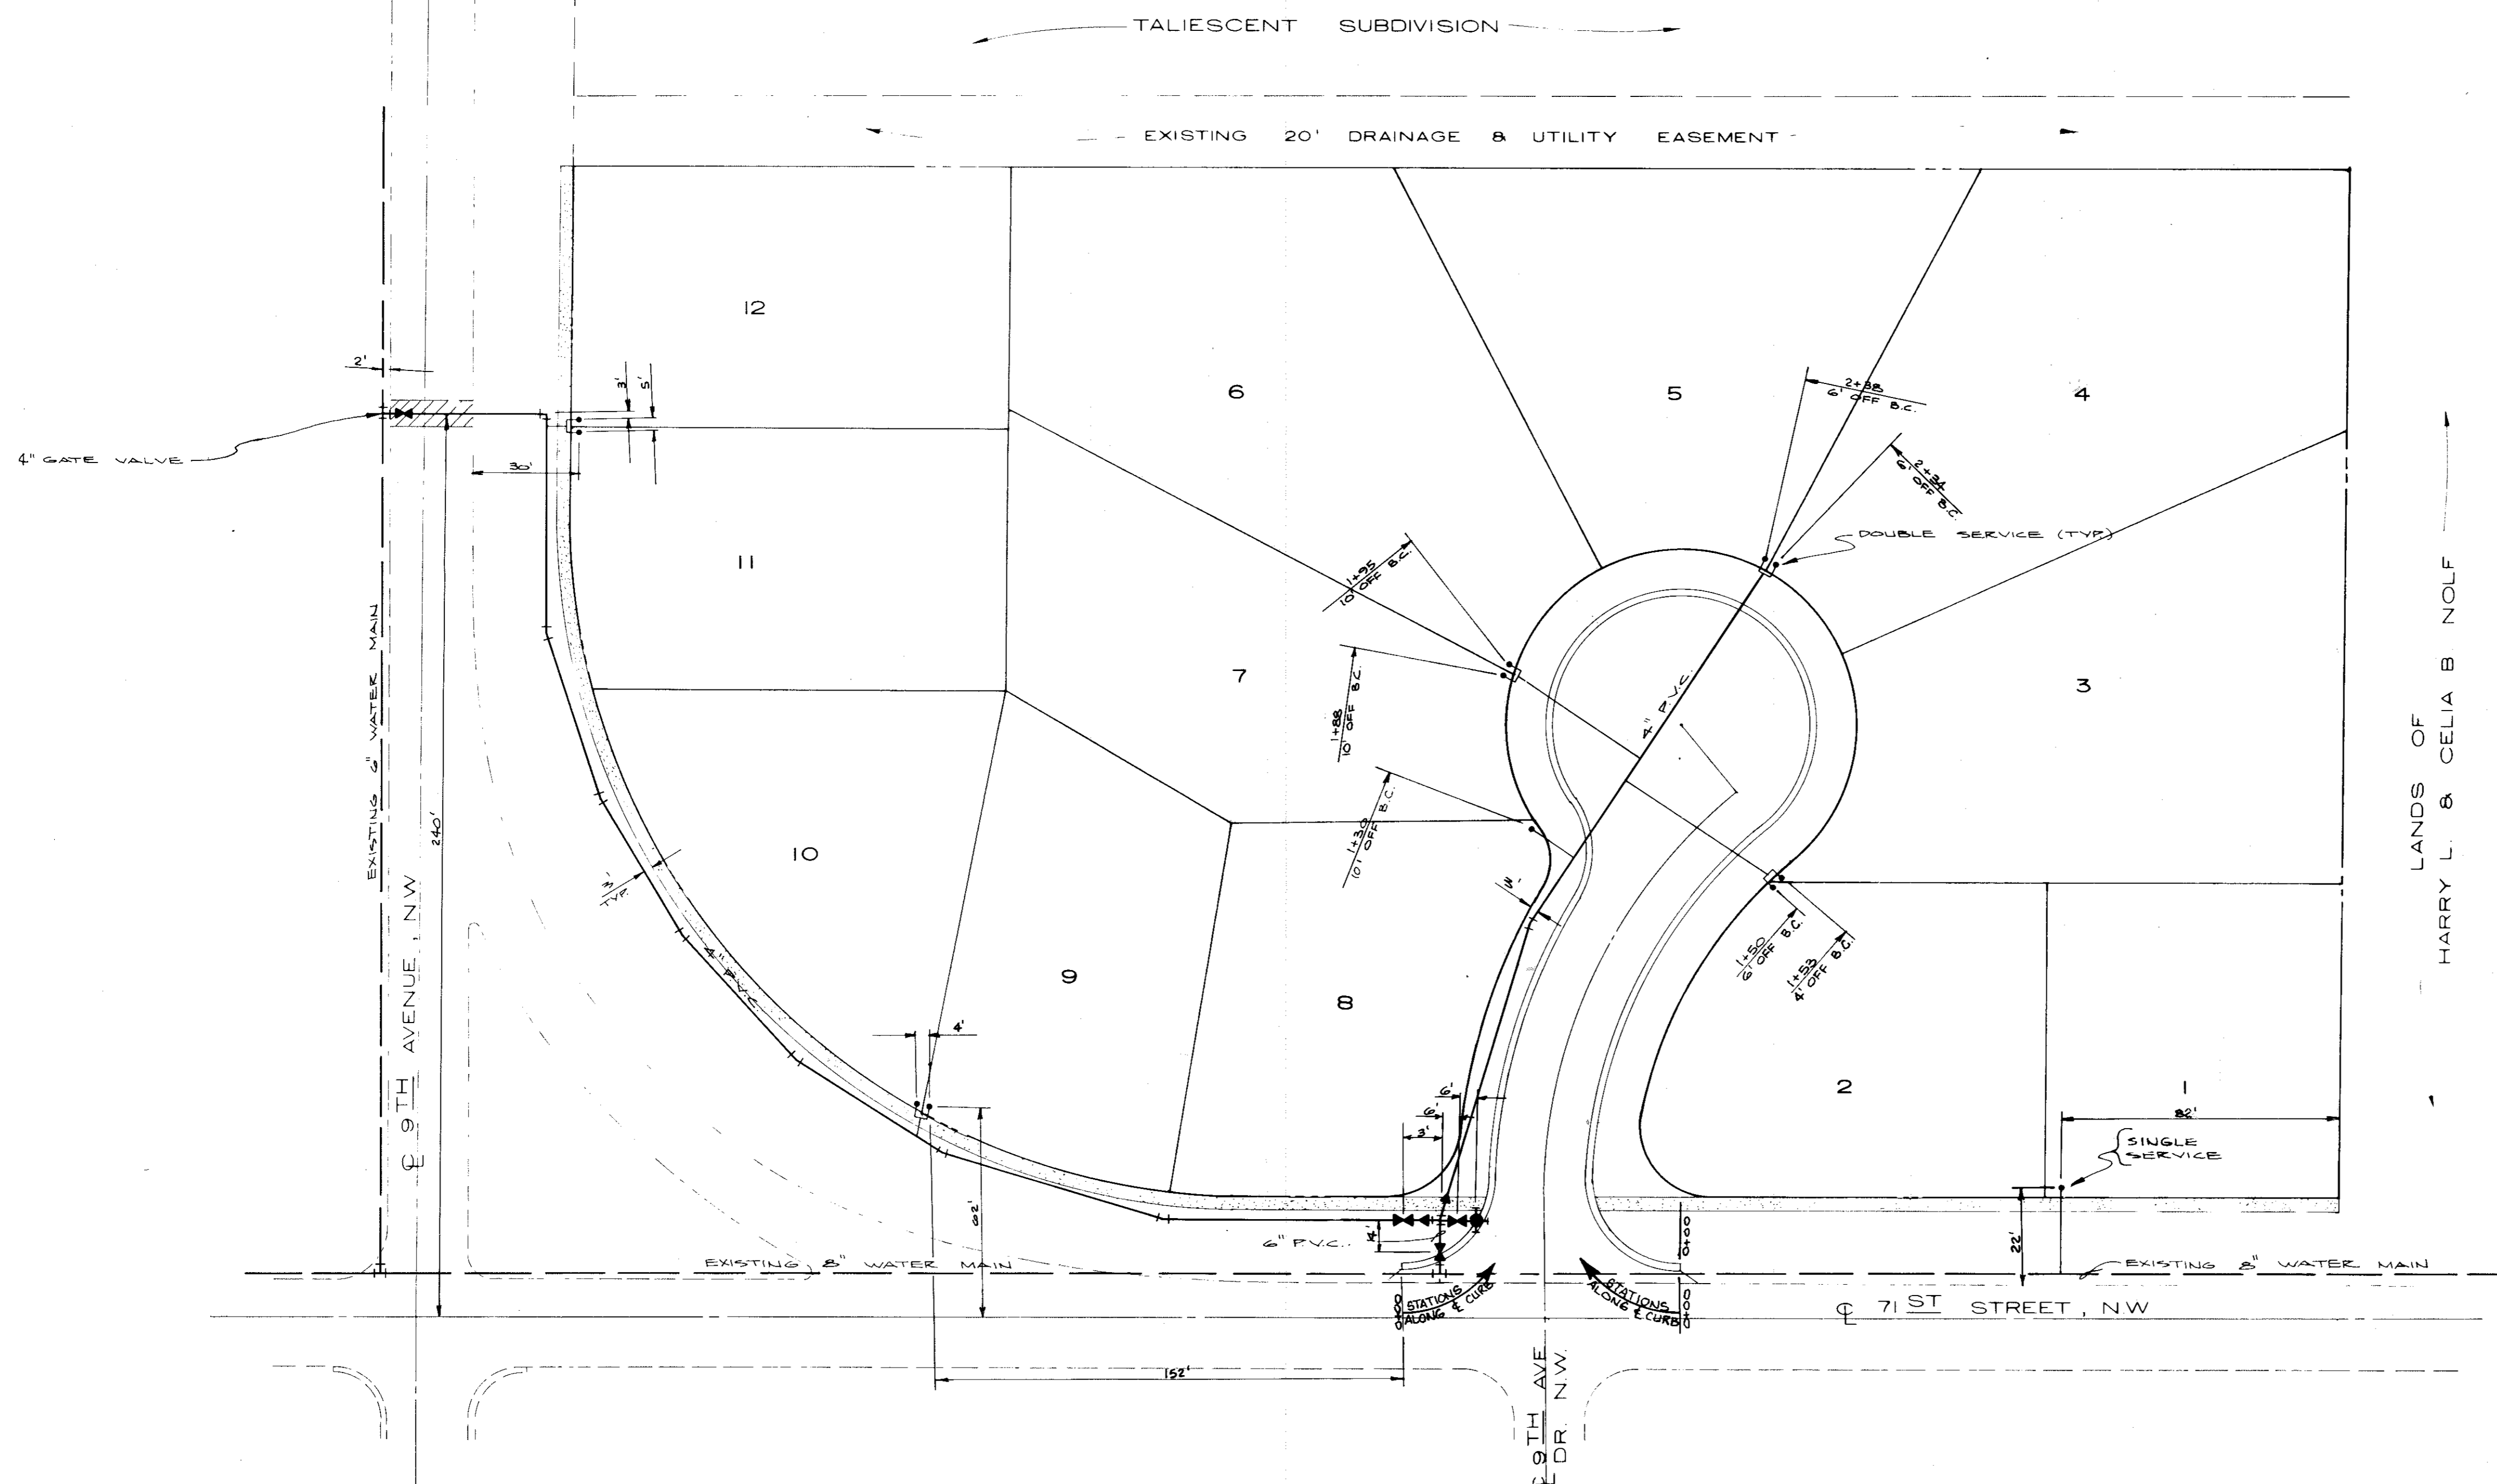 TALIESCENT SUBDIVISION
EXISTING 20' DRAINAGE & UTILITY EASEMENT
12
2'
3'
5'
6
5
4
2+38
6' OFF B.C.
4" GATE VALVE
30'
2+34
6' OFF B.C.
DOUBLE SERVICE (TYP.)
1+95
10' OFF B.C.
11
EXISTING 6" WATER MAIN
7
3
4" P.V.C.
1+88
10' OFF B.C.
LANDS OF
HARRY L. & CELIA B. NOLF
240'
10
1+30
10' OFF B.C.
3'
TYP.
3'
℄ 9TH AVENUE, N.W
4" P.V.C.
9
8
1+50
6' OFF B.C.
1+53
4' OFF B.C.
4'
2
1
6'
6'
3'
82'
SINGLE
SERVICE
62'
4'
6" P.V.C.
0+00
22'
EXISTING 8" WATER MAIN
EXISTING 8" WATER MAIN
0+00
STATIONS
ALONG ℄ CURB
STATIONS
ALONG ℄ CURB
0+00
℄ 71ST STREET, N.W
152'
℄ 9TH AVE
DR. N.W.